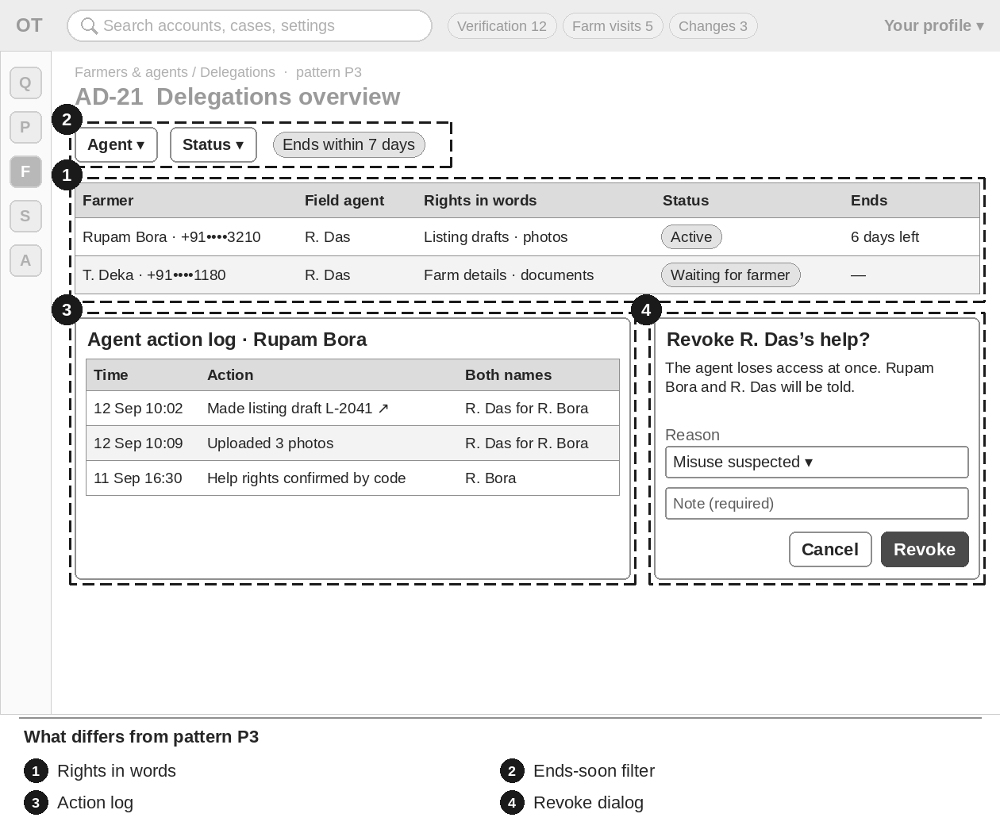 OT
Search accounts, cases, settings
Verification 12
Farm visits 5
Changes 3
Your profile ▾
Q
P
F
S
A
Farmers & agents / Delegations · pattern P3
AD-21 Delegations overview
2
Agent ▾
Status ▾
Ends within 7 days
1
Farmer Field agent Rights in words Status Ends
Rupam Bora · +91••••3210 R. Das Listing drafts · photos Active 6 days left
T. Deka · +91••••1180 R. Das Farm details · documents Waiting for farmer —
3
Agent action log · Rupam Bora
Time Action Both names
12 Sep 10:02 Made listing draft L-2041 ↗ R. Das for R. Bora
12 Sep 10:09 Uploaded 3 photos R. Das for R. Bora
11 Sep 16:30 Help rights confirmed by code R. Bora
4
Revoke R. Das’s help?
The agent loses access at once. Rupam
Bora and R. Das will be told.
Reason
Misuse suspected ▾
Note (required)
Cancel
Revoke
What differs from pattern P3
1 Rights in words
2 Ends-soon filter
3 Action log
4 Revoke dialog